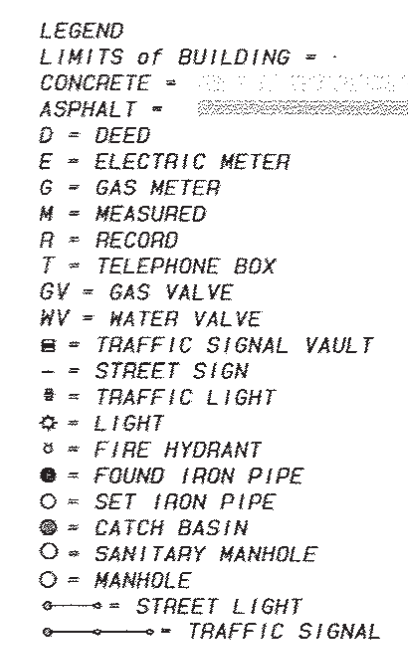 LEGEND
LIMITS of BUILDING =
CONCRETE =
ASPHALT =
D = DEED
E = ELECTRIC METER
G = GAS METER
M = MEASURED
R = RECORD
T = TELEPHONE BOX
GV = GAS VALVE
WV = WATER VALVE
= TRAFFIC SIGNAL VAULT
— = STREET SIGN
= TRAFFIC LIGHT
= LIGHT
= FIRE HYDRANT
= FOUND IRON PIPE
= SET IRON PIPE
= CATCH BASIN
= SANITARY MANHOLE
= MANHOLE
= STREET LIGHT
= TRAFFIC SIGNAL